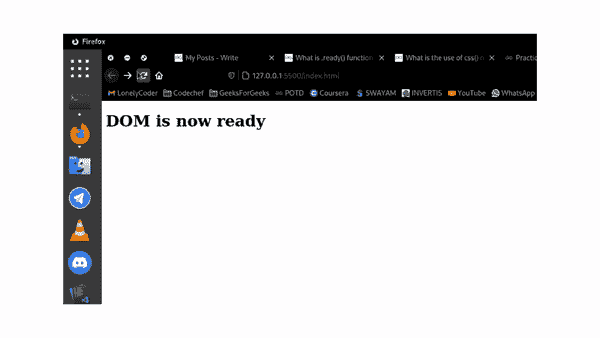 Firefox
My Posts - Write
What is .ready() function
What is the use of css() n
Practic
127.0.0.1:5500/index.html
LonelyCoder Codechef GeeksForGeeks POTD Coursera SWAYAM INVERTIS YouTube WhatsApp
DOM is now ready